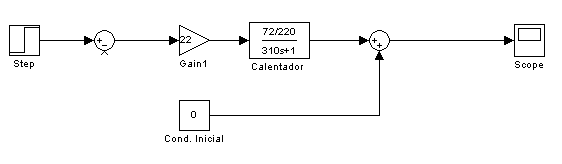 +
−
22
72/220
310s+1
+
+
Step
Gain1
Calentador
Scope
0
Cond. Inicial